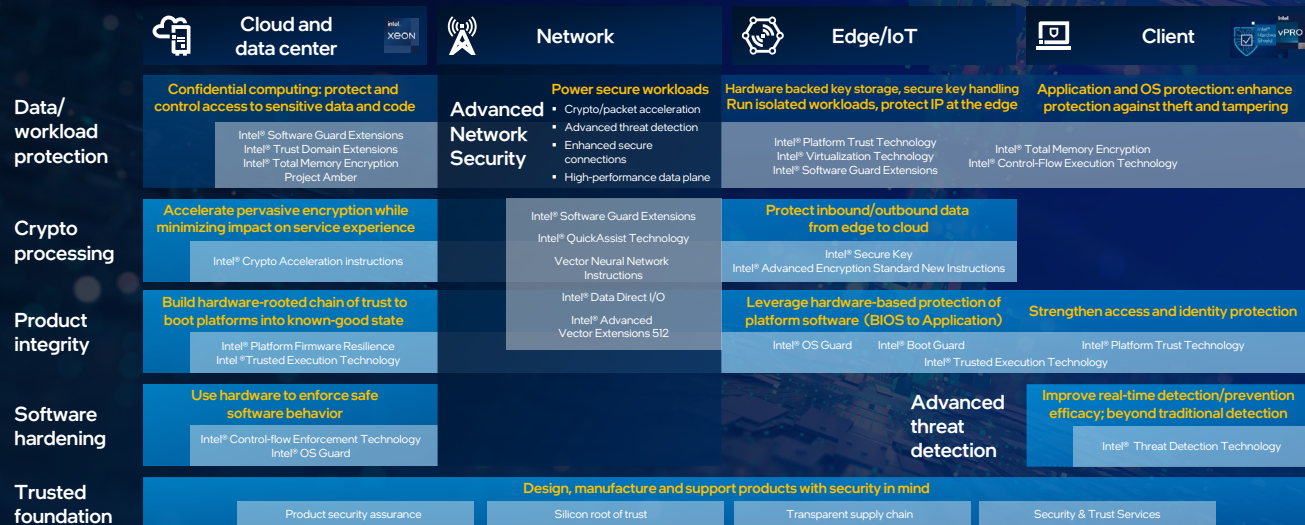 Cloud and
data center
intel.
XEON
Network
Edge/IoT
Client
intel
vPRO
Data/
workload
protection
Confidential computing: protect and
control access to sensitive data and code
Intel® Software Guard Extensions
Intel® Trust Domain Extensions
Intel® Total Memory Encryption
Project Amber
Advanced
Network
Security
Power secure workloads
▪ Crypto/packet acceleration
▪ Advanced threat detection
▪ Enhanced secure
connections
▪ High-performance data plane
Hardware backed key storage, secure key handling
Run isolated workloads, protect IP at the edge
Intel® Platform Trust Technology
Intel® Virtualization Technology
Intel® Software Guard Extensions
Application and OS protection: enhance
protection against theft and tampering
Intel® Total Memory Encryption
Intel® Control-Flow Execution Technology
Crypto
processing
Accelerate pervasive encryption while
minimizing impact on service experience
Intel® Crypto Acceleration instructions
Intel® Software Guard Extensions
Intel® QuickAssist Technology
Vector Neural Network
Instructions
Intel® Data Direct I/O
Intel® Advanced
Vector Extensions 512
Protect inbound/outbound data
from edge to cloud
Intel® Secure Key
Intel® Advanced Encryption Standard New Instructions
Product
integrity
Build hardware-rooted chain of trust to
boot platforms into known-good state
Intel® Platform Firmware Resilience
Intel ®Trusted Execution Technology
Leverage hardware-based protection of
platform software (BIOS to Application)
Strengthen access and identity protection
Intel® OS Guard
Intel® Boot Guard
Intel® Platform Trust Technology
Intel® Trusted Execution Technology
Software
hardening
Use hardware to enforce safe
software behavior
Intel® Control-flow Enforcement Technology
Intel® OS Guard
Advanced
threat
detection
Improve real-time detection/prevention
efficacy; beyond traditional detection
Intel® Threat Detection Technology
Trusted
foundation
Design, manufacture and support products with security in mind
Product security assurance
Silicon root of trust
Transparent supply chain
Security & Trust Services